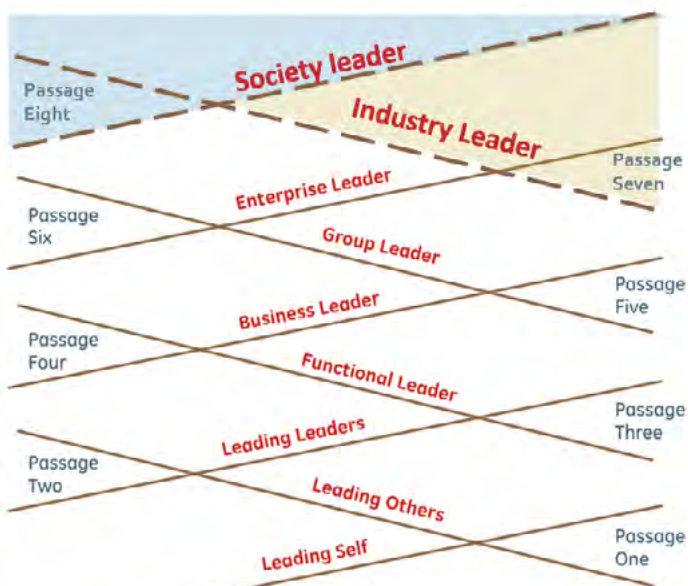 Society leader
Passage
Eight
Industry Leader
Passage
Seven
Enterprise Leader
Passage
Six
Group Leader
Passage
Five
Business Leader
Passage
Four
Functional Leader
Passage
Three
Leading Leaders
Passage
Two
Leading Others
Passage
One
Leading Self